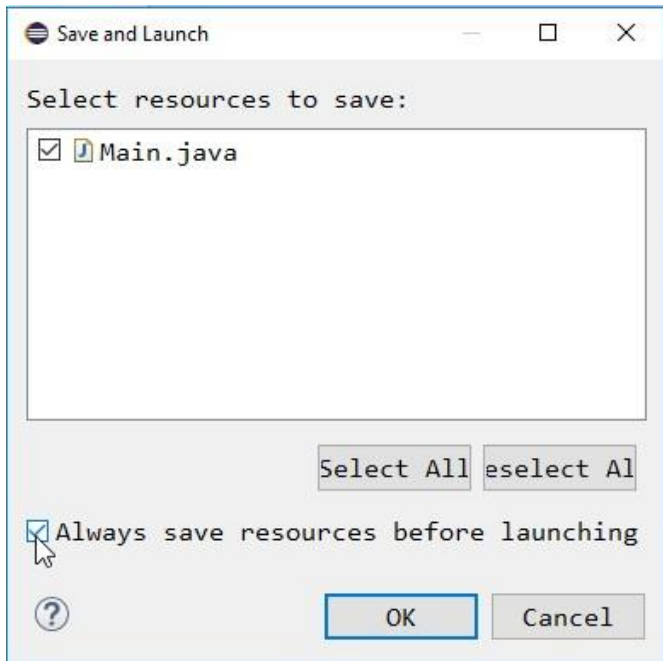 Save and Launch
Select resources to save:
Main.java
Select All eselect Al
Always save resources before launching
? OK Cancel